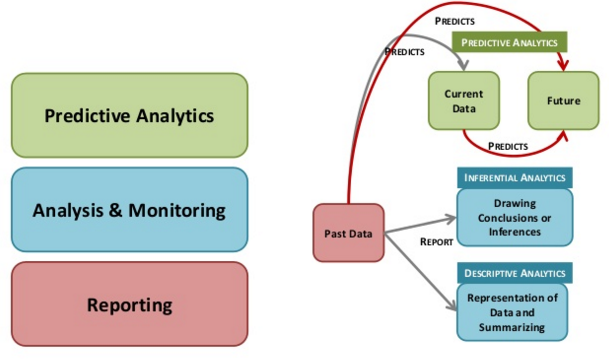 Predictive Analytics
Analysis & Monitoring
Reporting
PREDICTS
PREDICTS
PREDICTIVE ANALYTICS
Current
Data
Future
PREDICTS
INFERENTIAL ANALYTICS
Drawing
Conclusions or
Inferences
Past Data
REPORT
DESCRIPTIVE ANALYTICS
Representation of
Data and
Summarizing